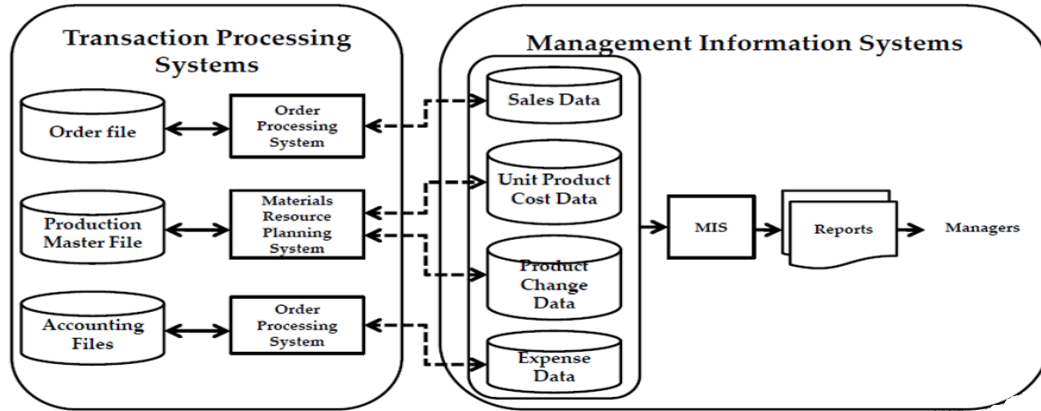 Transaction Processing
Systems
Management Information Systems
Order file
Order
Processing
System
Sales Data
Production
Master File
Materials
Resource
Planning
System
Unit Product
Cost Data
Product
Change
Data
Accounting
Files
Order
Processing
System
Expense
Data
MIS
Reports
Managers